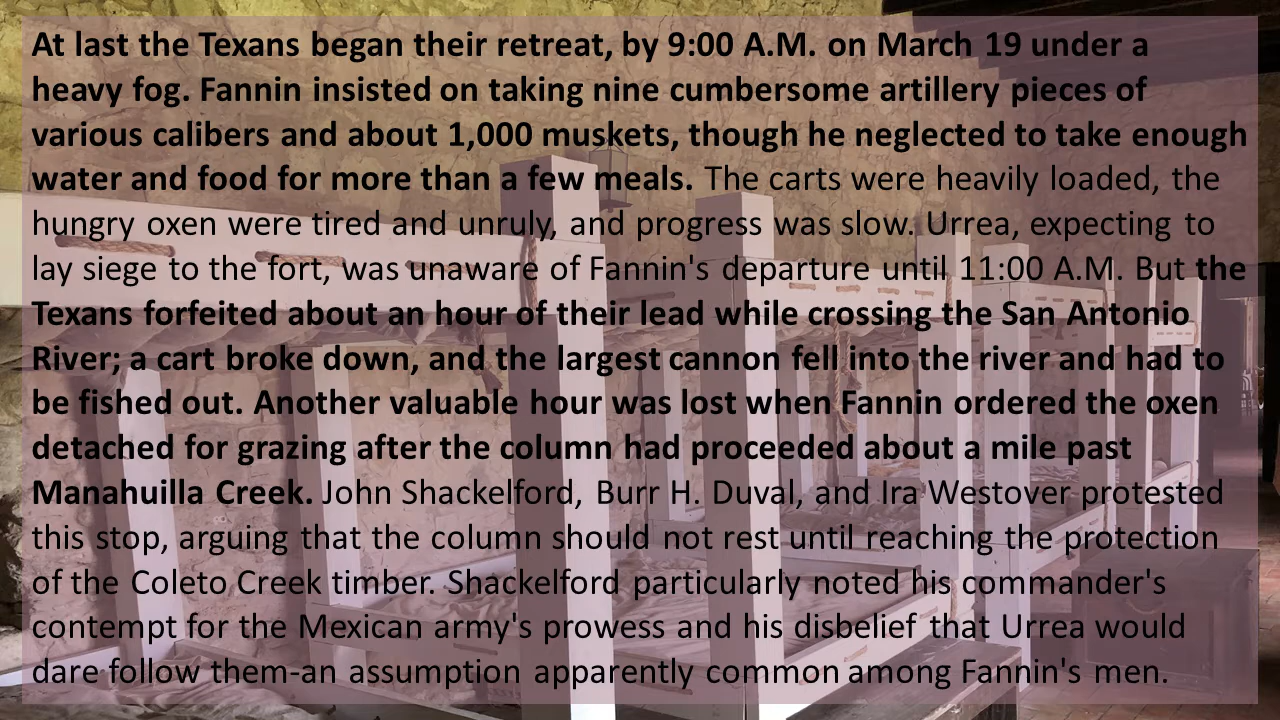 At last the Texans began their retreat, by 9:00 A.M. on March 19 under a
heavy fog. Fannin insisted on taking nine cumbersome artillery pieces of
various calibers and about 1,000 muskets, though he neglected to take enough
water and food for more than a few meals. The carts were heavily loaded, the
hungry oxen were tired and unruly, and progress was slow. Urrea, expecting to
lay siege to the fort, was unaware of Fannin's departure until 11:00 A.M. But the
Texans forfeited about an hour of their lead while crossing the San Antonio
River; a cart broke down, and the largest cannon fell into the river and had to
be fished out. Another valuable hour was lost when Fannin ordered the oxen
detached for grazing after the column had proceeded about a mile past
Manahuilla Creek. John Shackelford, Burr H. Duval, and Ira Westover protested
this stop, arguing that the column should not rest until reaching the protection
of the Coleto Creek timber. Shackelford particularly noted his commander's
contempt for the Mexican army's prowess and his disbelief that Urrea would
dare follow them-an assumption apparently common among Fannin's men.